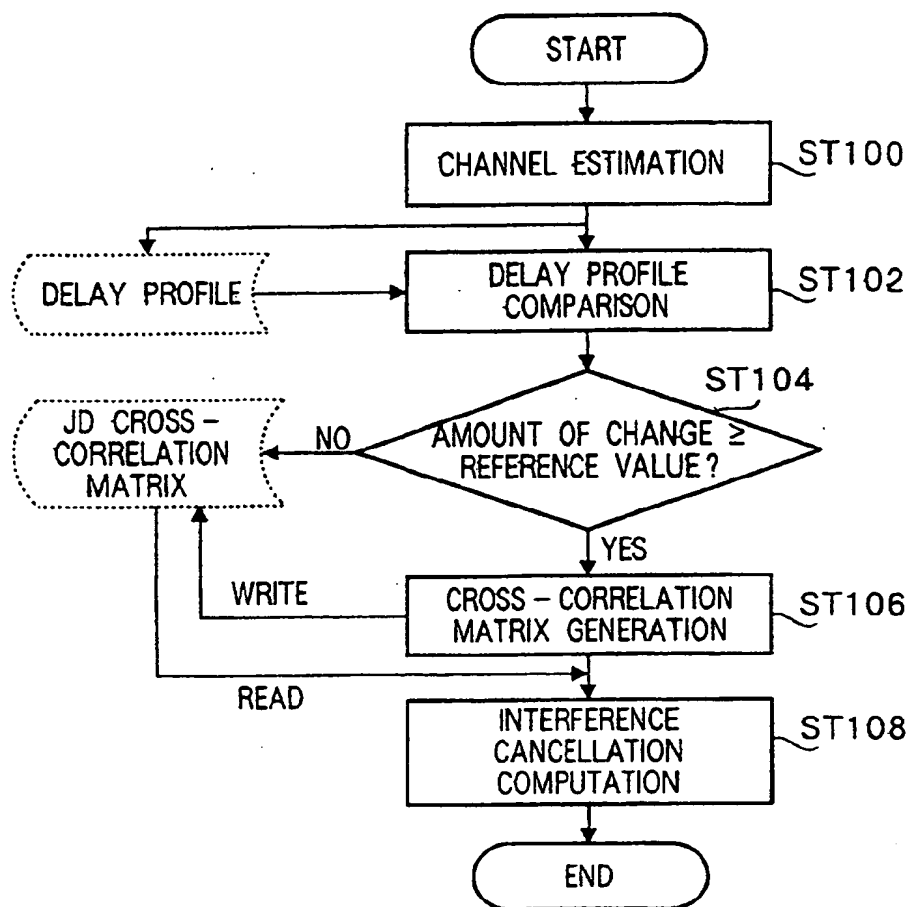 START
CHANNEL ESTIMATION
ST100
DELAY PROFILE
DELAY PROFILE
COMPARISON
ST102
ST104
JD CROSS-
CORRELATION
MATRIX
NO
AMOUNT OF CHANGE ≥
REFERENCE VALUE?
YES
WRITE
CROSS-CORRELATION
MATRIX GENERATION
ST106
READ
INTERFERENCE
CANCELLATION
COMPUTATION
ST108
END